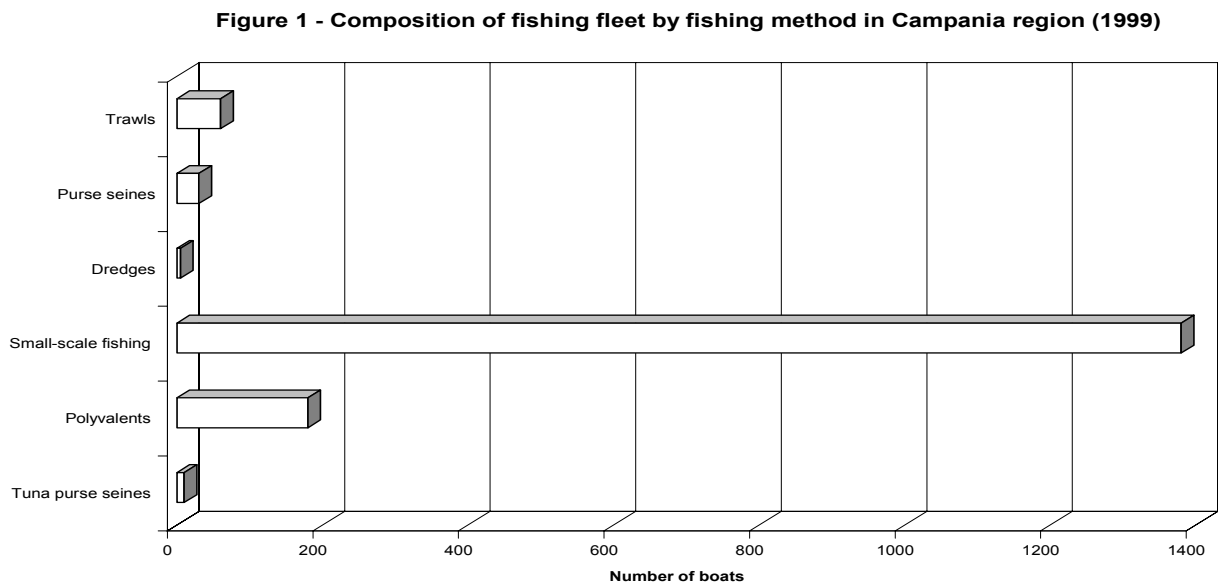 Figure 1 - Composition of fishing fleet by fishing method in Campania region (1999)
Trawls
Purse seines
Dredges
Small-scale fishing
Polyvalents
Tuna purse seines
0 200 400 600 800 1000 1200 1400
Number of boats